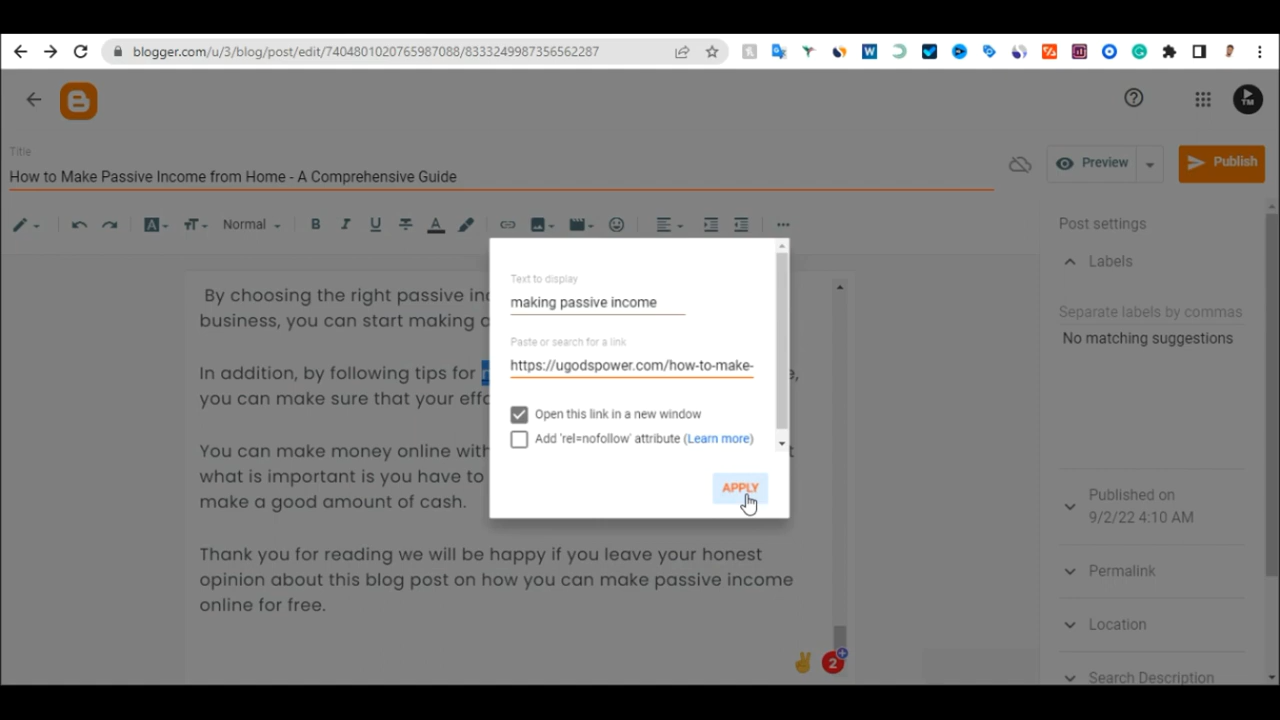 blogger.com/u/3/blog/post/edit/7404801020765987088/8333249987356562287
Title
How to Make Passive Income from Home - A Comprehensive Guide
Preview
Publish
Normal
Post settings
Labels
Separate labels by commas
No matching suggestions
Published on
9/2/22 4:10 AM
Permalink
Location
Search Description
Text to display
making passive income
Paste or search for a link
https://ugodspower.com/how-to-make-
Open this link in a new window
Add 'rel=nofollow' attribute (Learn more)
APPLY
By choosing the right passive
business, you can start making
In addition, by following tips for
you can make sure that your
You can make money online
what is important is you have to
make a good amount of cash.
Thank you for reading we will be happy if you leave your honest
opinion about this blog post on how you can make passive income
online for free.
2